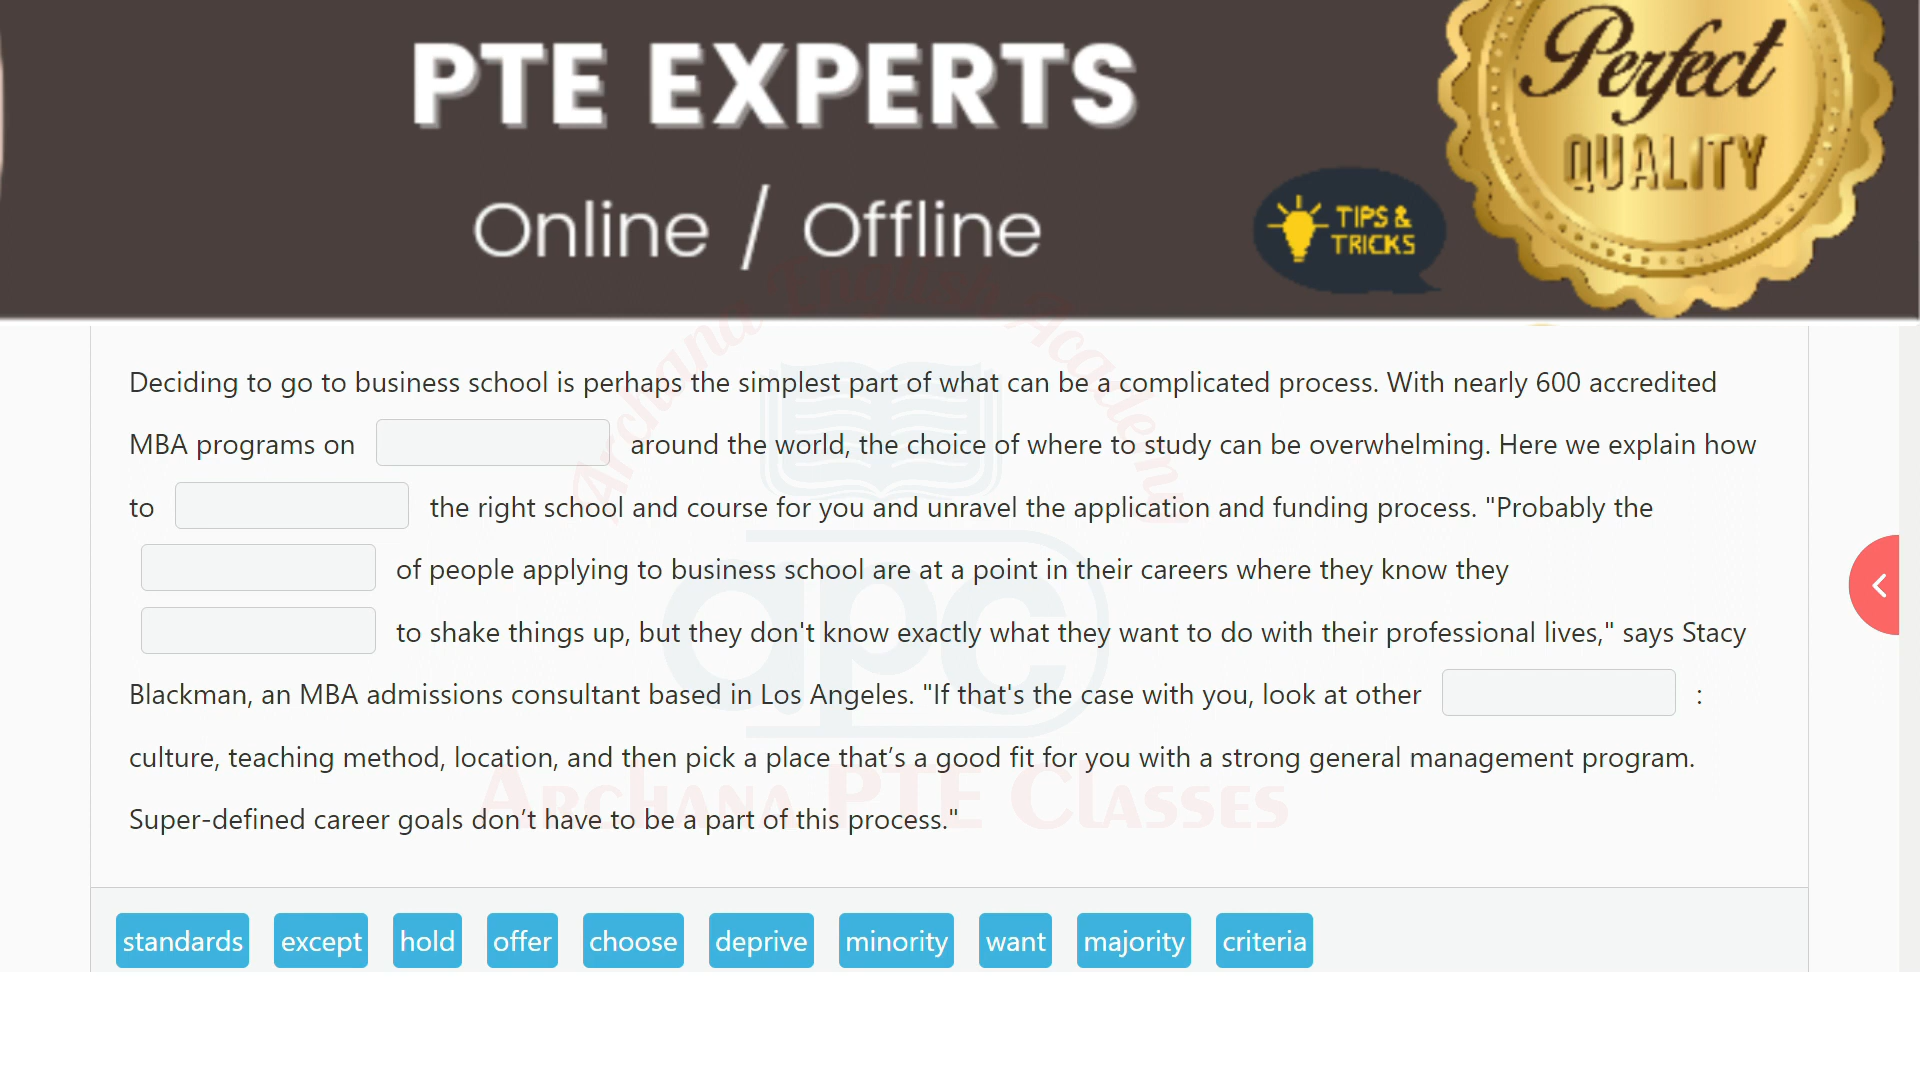 PTE EXPERTS
Online / Offline
TIPS &
TRICKS
Perfect
QUALITY
Archana English Academy
Deciding to go to business school is perhaps the simplest part of what can be a complicated process. With nearly 600 accredited
MBA programs on around the world, the choice of where to study can be overwhelming. Here we explain how
to the right school and course for you and unravel the application and funding process. "Probably the
of people applying to business school are at a point in their careers where they know they
to shake things up, but they don't know exactly what they want to do with their professional lives," says Stacy
Blackman, an MBA admissions consultant based in Los Angeles. "If that's the case with you, look at other :
culture, teaching method, location, and then pick a place that’s a good fit for you with a strong general management program.
Super-defined career goals don’t have to be a part of this process."
apc
ARCHANA PTE CLASSES
standards except hold offer choose deprive minority want majority criteria